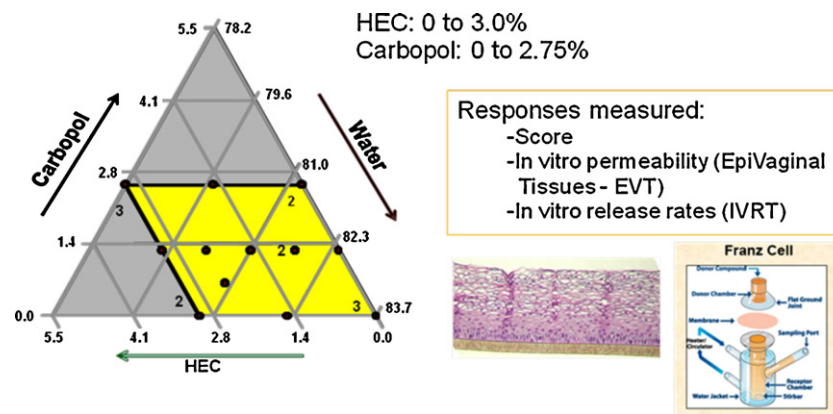 HEC: 0 to 3.0%
Carbopol: 0 to 2.75%
5.5
78.2
4.1
79.6
Carbopol
Water
2.8
81.0
3
2
1.4
2
82.3
0.0
2
3
83.7
5.5
4.1
2.8
1.4
0.0
HEC
Responses measured:
-Score
-In vitro permeability (EpiVaginal
Tissues - EVT)
-In vitro release rates (IVRT)
Franz Cell
Donor Compound
Donor Chamber
Flat Ground
Joint
Membrane
Sampling Port
Heater/
Circulator
Receptor
Chamber
Water Jacket
Stirbar